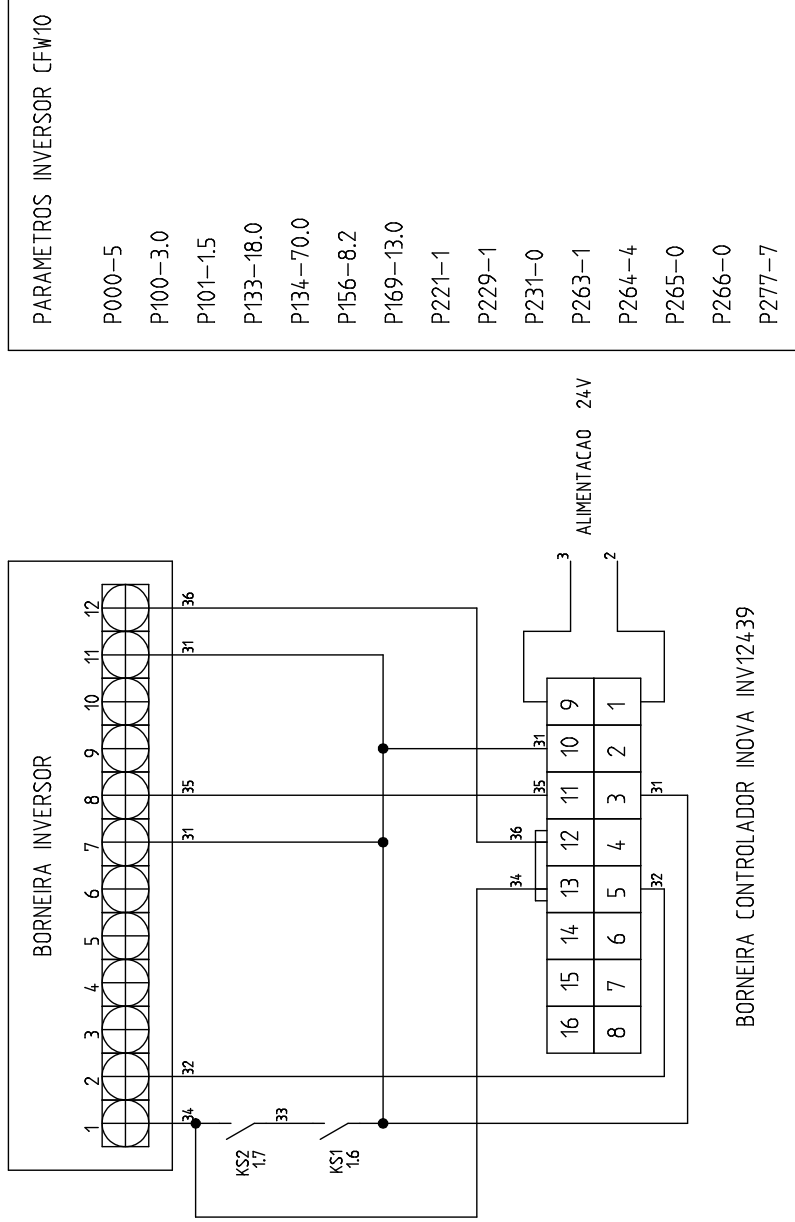 PARAMETROS INVERSOR CFW10
P000-5
P100-3.0
P101-1.5
P133-18.0
P134-70.0
P156-8.2
P169-13.0
P221-1
P229-1
P231-0
P263-1
P264-4
P265-0
P266-0
P277-7
BORNEIRA INVERSOR
1 2 3 4 5 6 7 8 9 10 11 12
34 32 31 35 31 36
KS2
1.7
33
KS1
1.6
34 36 35 31
16 15 14 13 12 11 10 9
8 7 6 5 4 3 2 1
32 31
3
2
ALIMENTACAO 24V
BORNEIRA CONTROLADOR INOVA INV12439